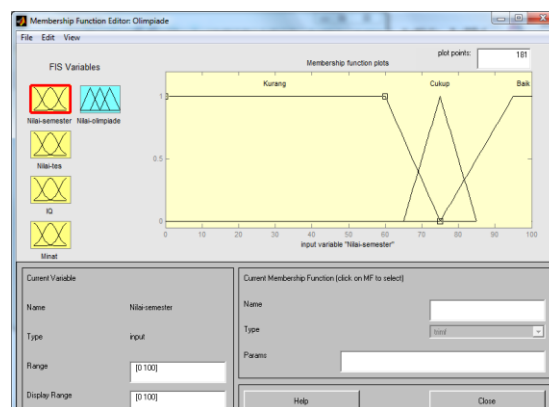 Membership Function Editor: Olimpiade
File Edit View
FIS Variables
Nilai-semester Nilai-olimpiade
Nilai-tes
IQ
Minat
Membership function plots
plot points: 181
Kurang Cukup Baik
1
0.5
0
0 10 20 30 40 50 60 70 80 90 100
input variable "Nilai-semester"
Current Variable
Name Nilai-semester
Type input
Range [0 100]
Display Range [0 100]
Current Membership Function (click on MF to select)
Name
Type trimf
Params
Help Close